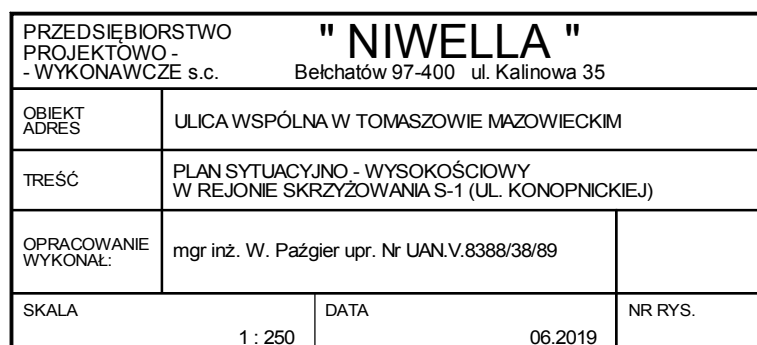 PRZEDSIĘBIORSTWO
PROJEKTOWO -
- WYKONAWCZE s.c.
" NIWELLA "
Bełchatów 97-400 ul. Kalinowa 35
OBIEKT
ADRES
ULICA WSPÓLNA W TOMASZOWIE MAZOWIECKIM
TREŚĆ
PLAN SYTUACYJNO - WYSOKOŚCIOWY
W REJONIE SKRZYŻOWANIA S-1 (UL. KONOPNICKIEJ)
OPRACOWANIE
WYKONAŁ:
mgr inż. W. Paźgier upr. Nr UAN.V.8388/38/89
SKALA
1 : 250
DATA
06.2019
NR RYS.